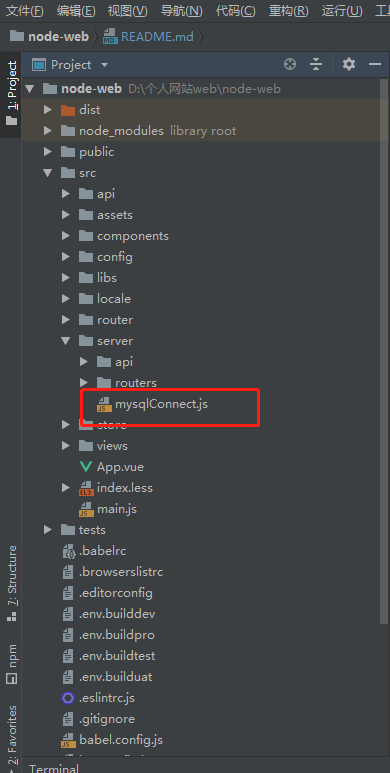 文件(F) 编辑(E) 视图(V) 导航(N) 代码(C) 重构(R) 运行(U)
node-web README.md
1: Project
Project
node-web D:\个人网站web\node-web
dist
node_modules library root
public
src
api
assets
components
config
libs
locale
router
server
api
routers
mysqlConnect.js
store
views
App.vue
index.less
main.js
tests
.babelrc
.browserslistrc
.editorconfig
.env.builddev
.env.buildpro
.env.buildtest
.env.builduat
.eslintrc.js
.gitignore
babel.config.js
7: Structure
npm
2: Favorites
Terminal